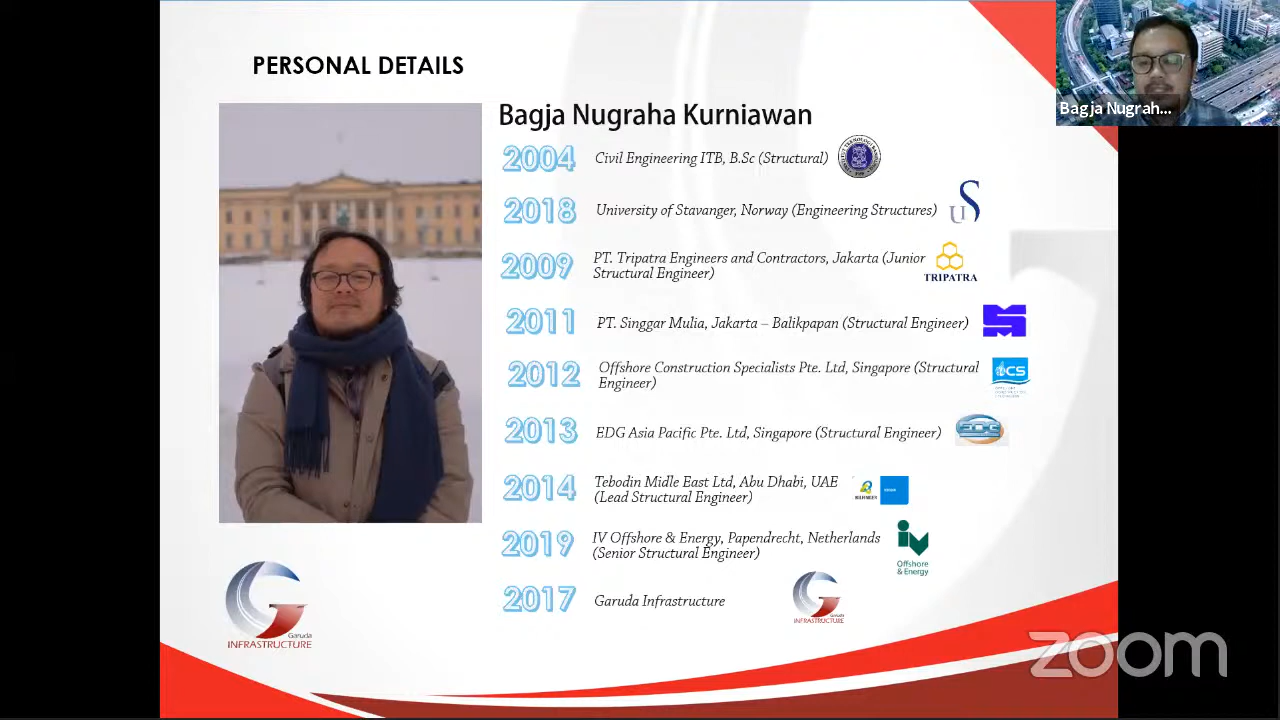 PERSONAL DETAILS
Bagja Nugrah...
Bagja Nugraha Kurniawan
2004 Civil Engineering ITB, B.Sc (Structural)
2018 University of Stavanger, Norway (Engineering Structures)
US
2009 PT. Tripatra Engineers and Contractors, Jakarta (Junior
Structural Engineer)
TRIPATRA
2011 PT. Singgar Mulia, Jakarta – Balikpapan (Structural Engineer)
2012 Offshore Construction Specialists Pte. Ltd, Singapore (Structural
Engineer)
OCS
2013 EDG Asia Pacific Pte. Ltd, Singapore (Structural Engineer)
EDG
2014 Tebodin Midle East Ltd, Abu Dhabi, UAE
(Lead Structural Engineer)
2019 IV Offshore & Energy, Papendrecht, Netherlands
(Senior Structural Engineer)
iv
Offshore
& Energy
2017 Garuda Infrastructure
Garuda
INFRASTRUCTURE
Garuda
INFRASTRUCTURE
zoom